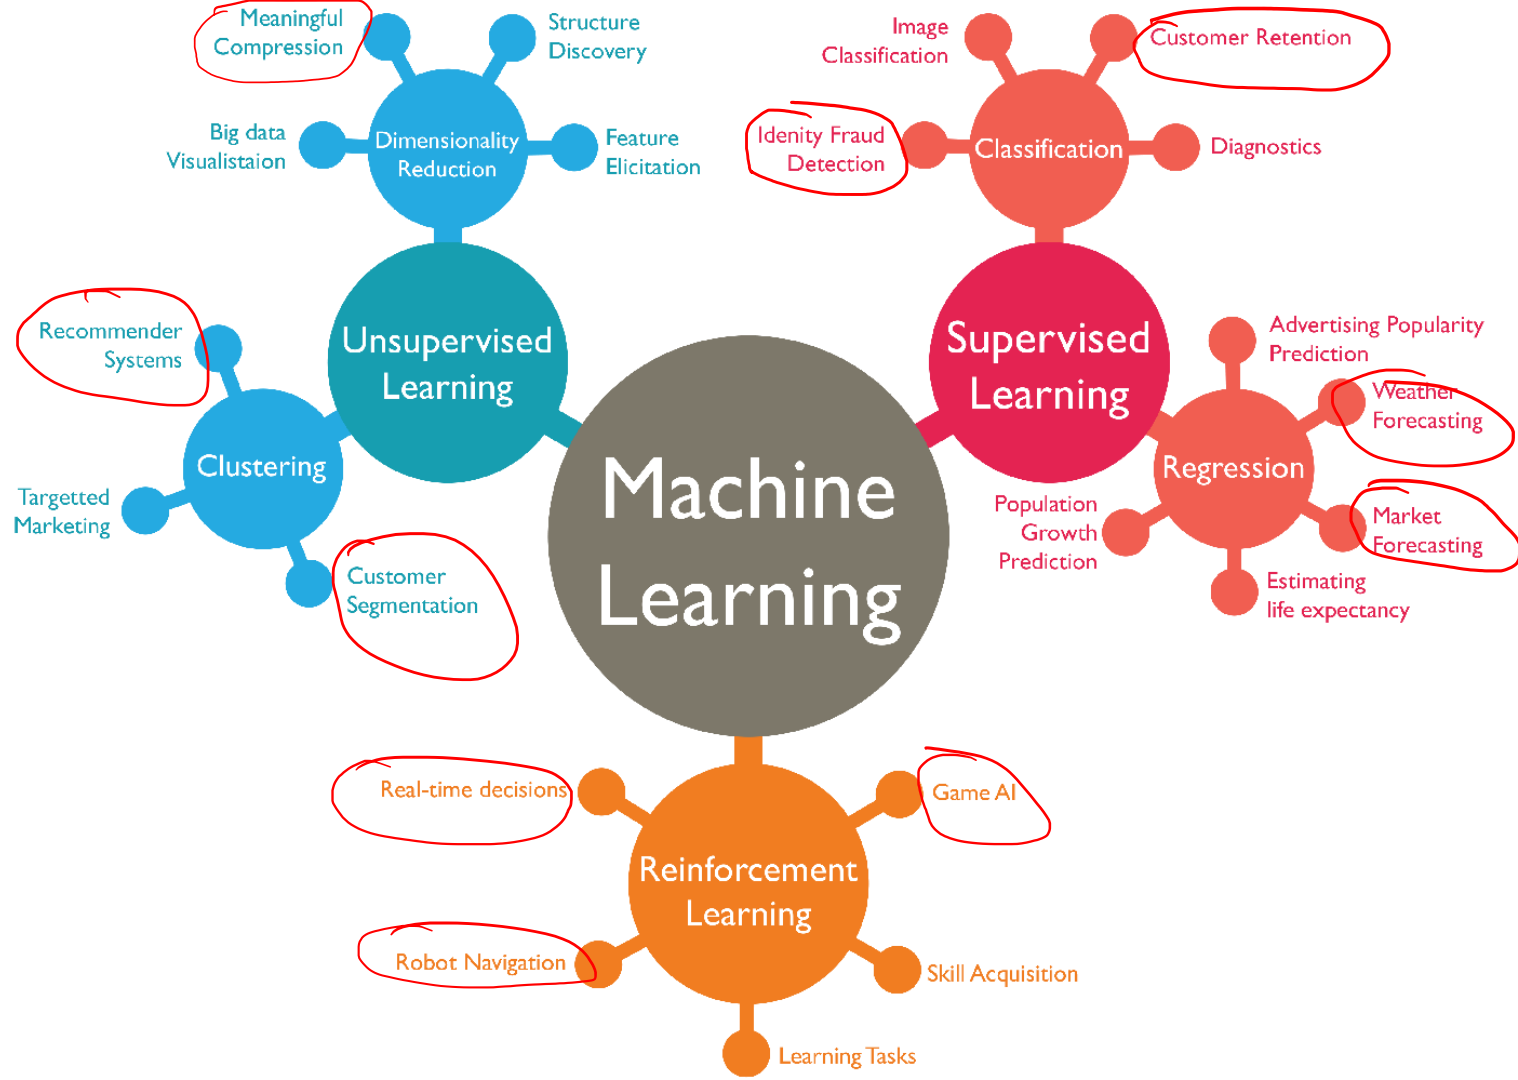 Meaningful
Compression
Structure
Discovery
Big data
Visualistaion
Dimensionality
Reduction
Feature
Elicitation
Image
Classification
Customer Retention
Idenity Fraud
Detection
Classification
Diagnostics
Unsupervised
Learning
Supervised
Learning
Recommender
Systems
Clustering
Targetted
Marketing
Customer
Segmentation
Machine
Learning
Advertising Popularity
Prediction
Weather
Forecasting
Regression
Population
Growth
Prediction
Market
Forecasting
Estimating
life expectancy
Real-time decisions
Game AI
Reinforcement
Learning
Robot Navigation
Skill Acquisition
Learning Tasks